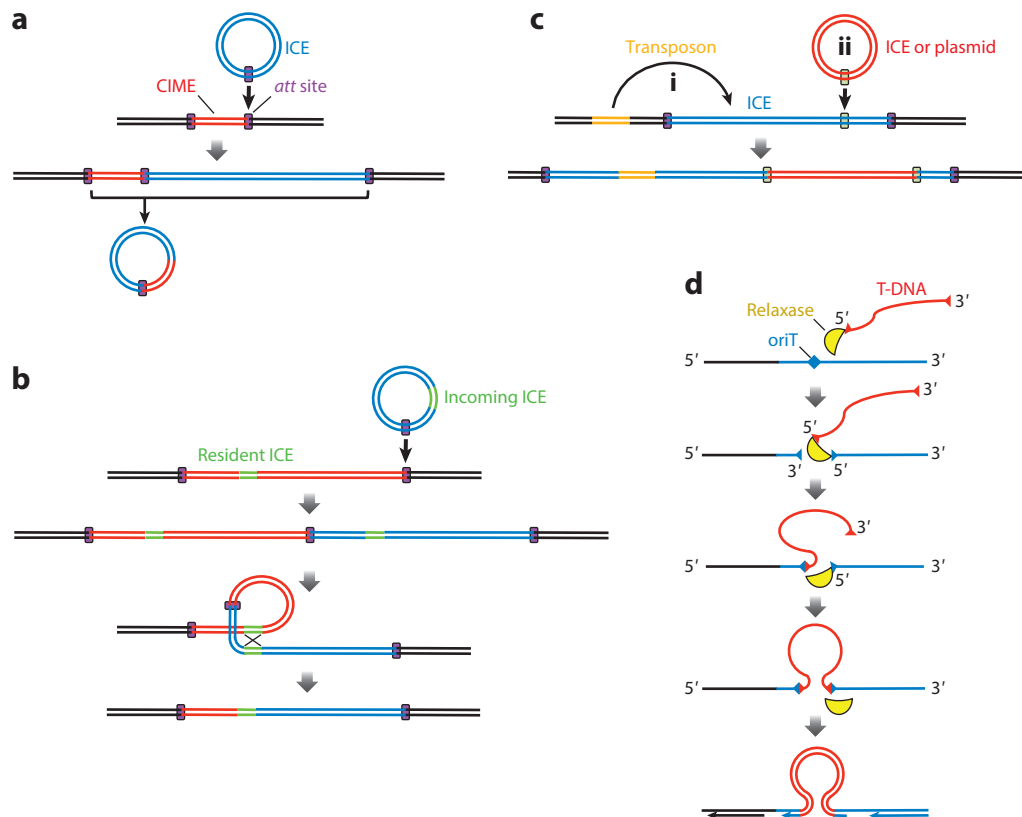 a
ICE
CIME
att site
b
Incoming ICE
Resident ICE
c
Transposon
i
ii
ICE or plasmid
ICE
d
T-DNA
3′
Relaxase
5′
oriT
5′
3′
3′
5′
3′
5′
3′
5′
3′
5′
5′
3′
5′
3′